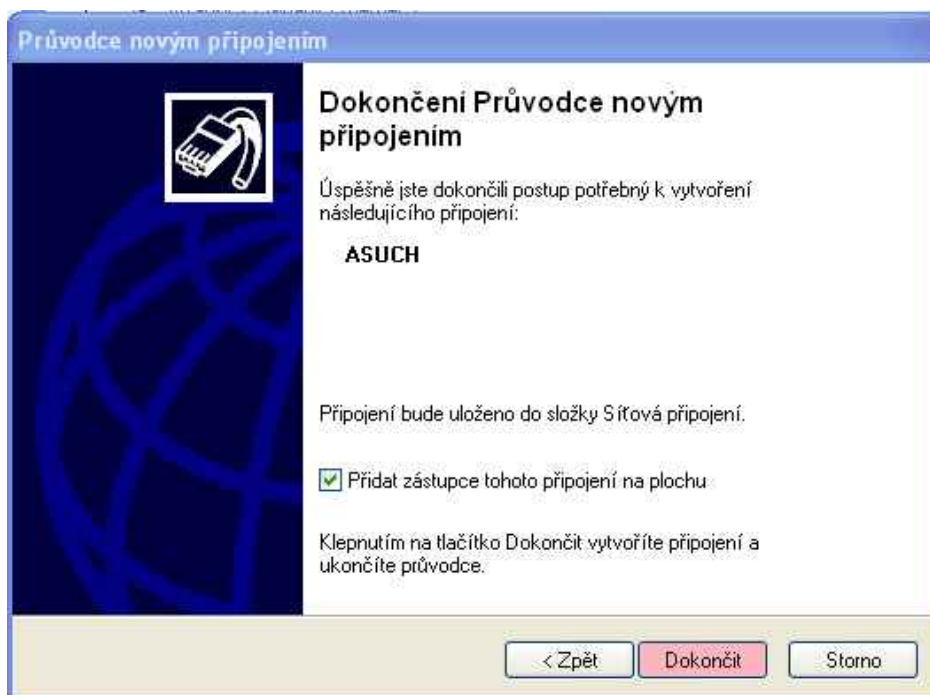 Průvodce novým připojením
Dokončení Průvodce novým
připojením
Úspěšně jste dokončili postup potřebný k vytvoření
následujícího připojení:
ASUCH
Připojení bude uloženo do složky Síťová připojení.
Přidat zástupce tohoto připojení na plochu
Klepnutím na tlačítko Dokončit vytvoříte připojení a
ukončíte průvodce.
< Zpět
Dokončit
Storno